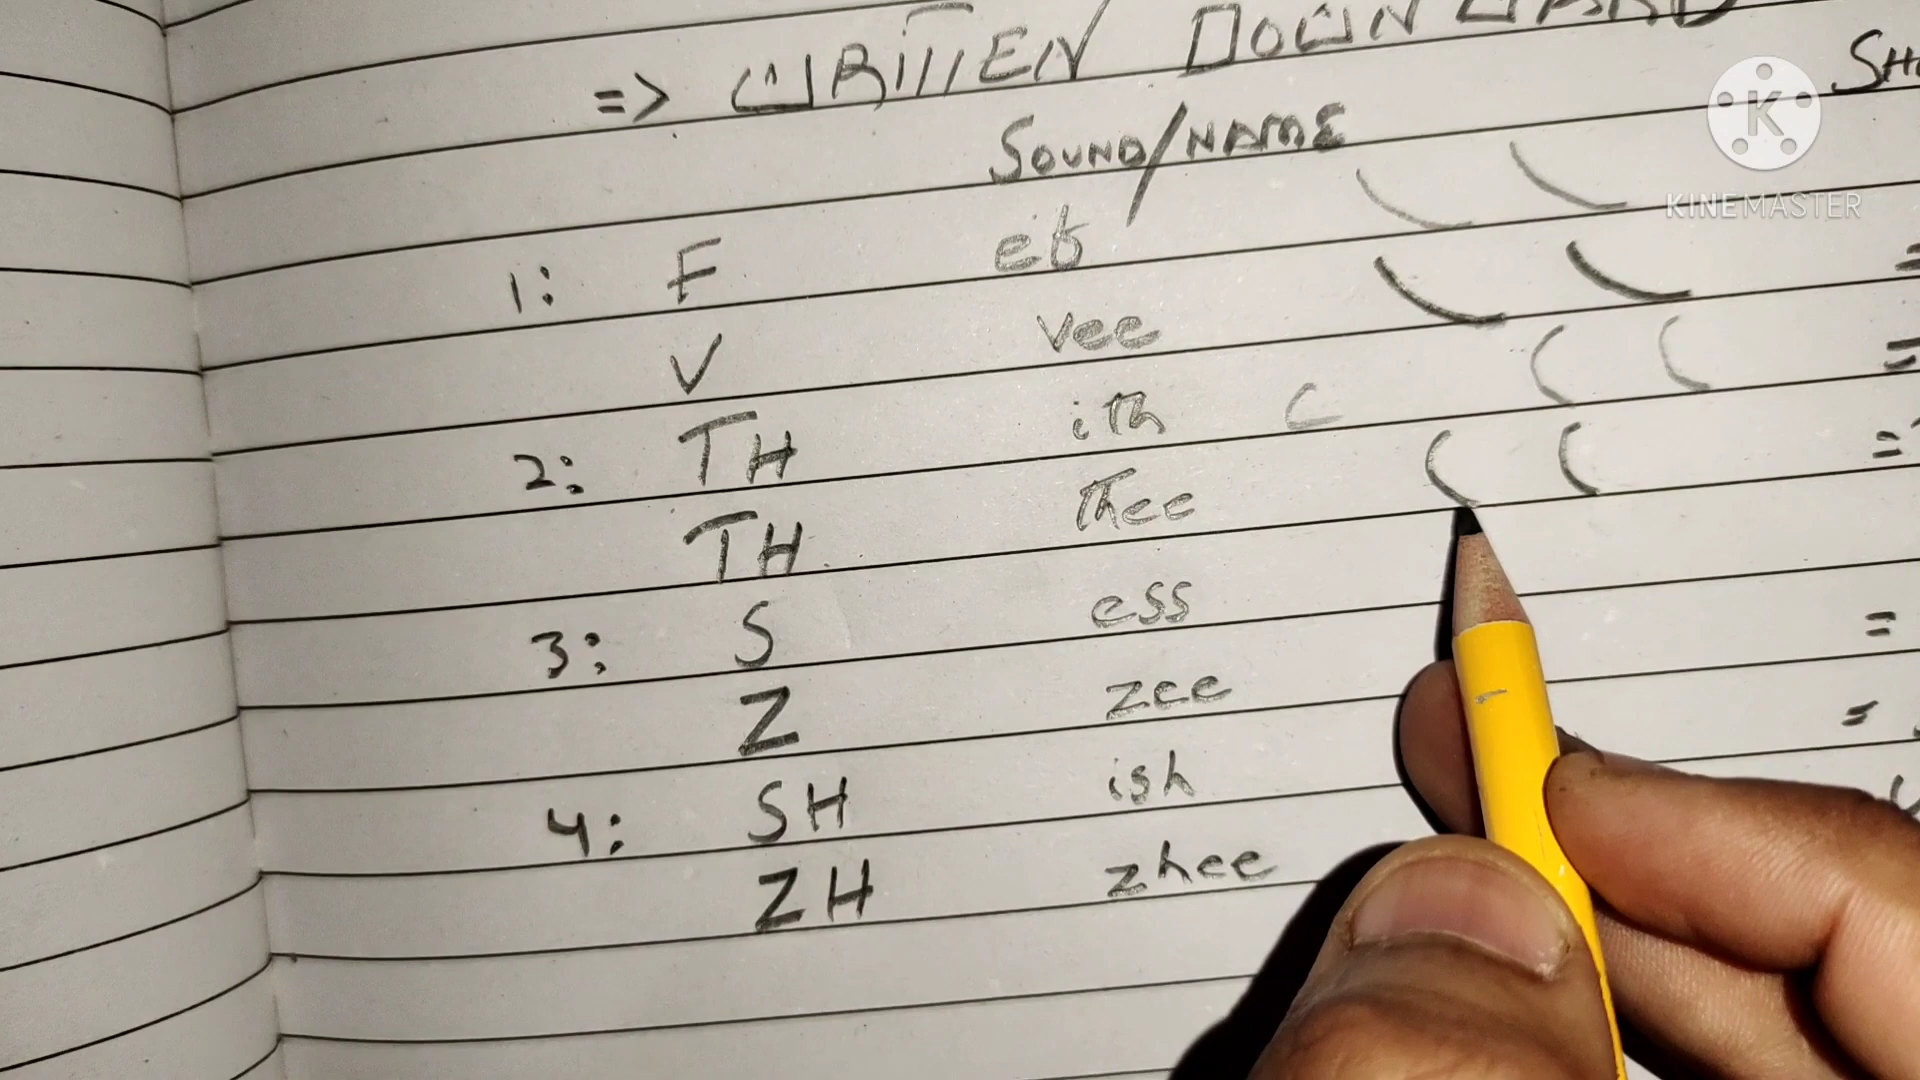 => WRITTEN DOWNWARD
SOUND/NAME
1: F ef =
V vee =
2: TH ith =
TH thee
3: S ess =
Z zee =
4: SH ish
ZH zhee
K
KINEMASTER